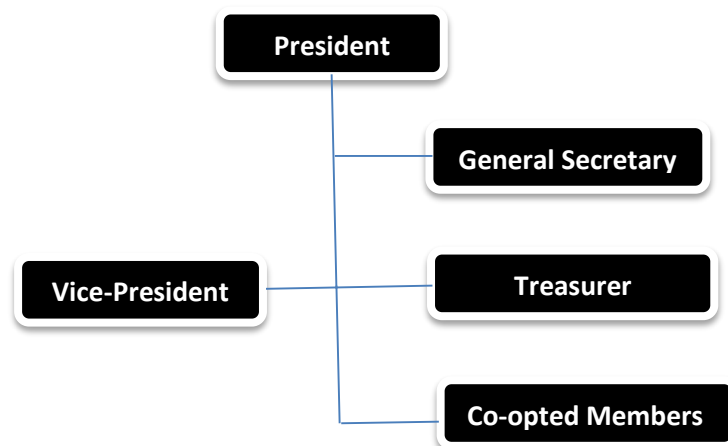 President
General Secretary
Vice-President
Treasurer
Co-opted Members